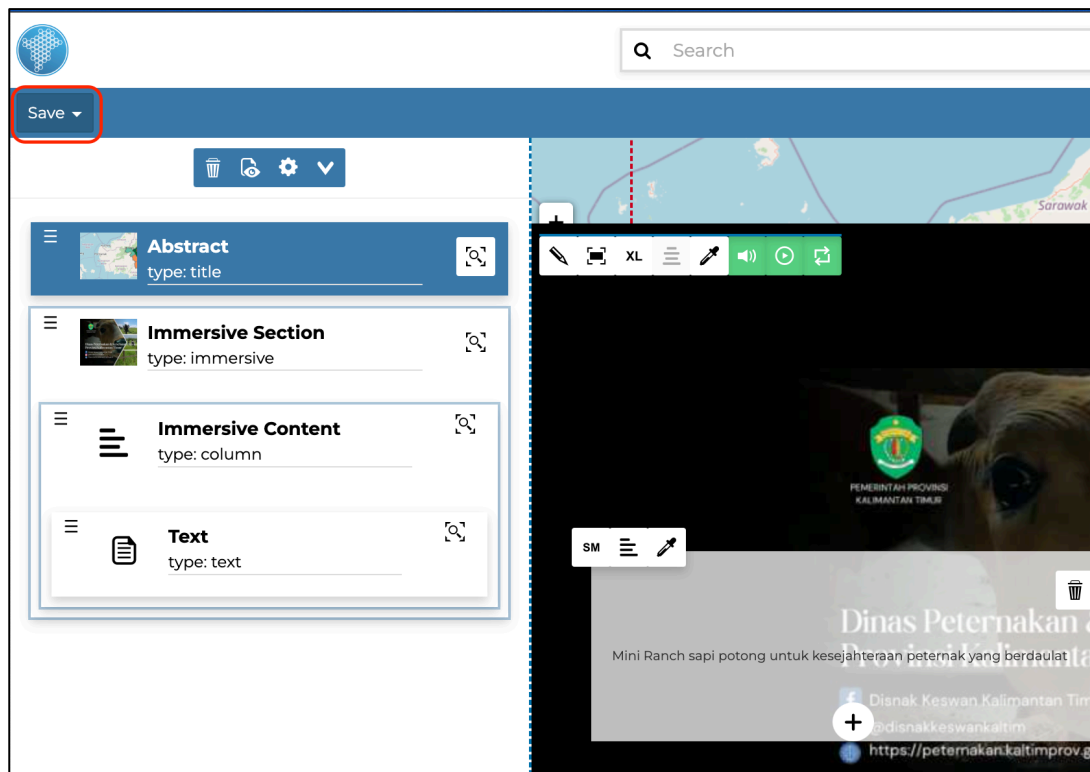 Search
Save
Sarawak
Abstract
type: title
XL
Immersive Section
type: immersive
Immersive Content
type: column
PEMERINTAH PROVINSI
KALIMANTAN TIMUR
Text
type: text
SM
Dinas Peternakan
Mini Ranch sapi potong untuk kesejahteraan peternak yang berdaulat
Provinsi Kalimanta
Disnak Keswan Kalimantan Tim
@disnakkeswankaltim
https://peternakan.kaltimprov.g